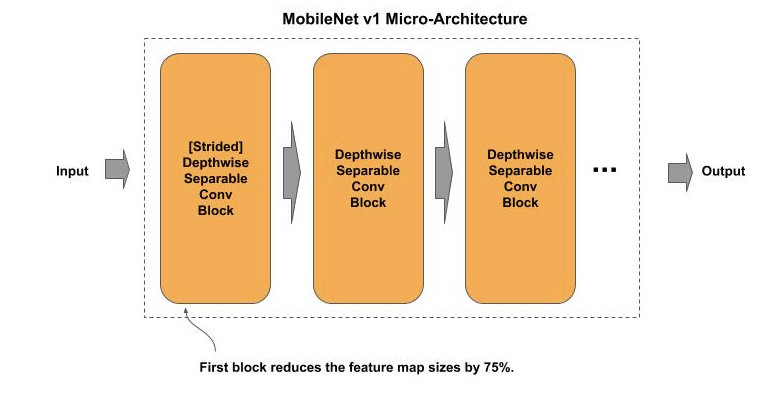 MobileNet v1 Micro-Architecture
Input
[Strided]
Depthwise
Separable
Conv
Block
Depthwise
Separable
Conv
Block
Depthwise
Separable
Conv
Block
...
Output
First block reduces the feature map sizes by 75%.